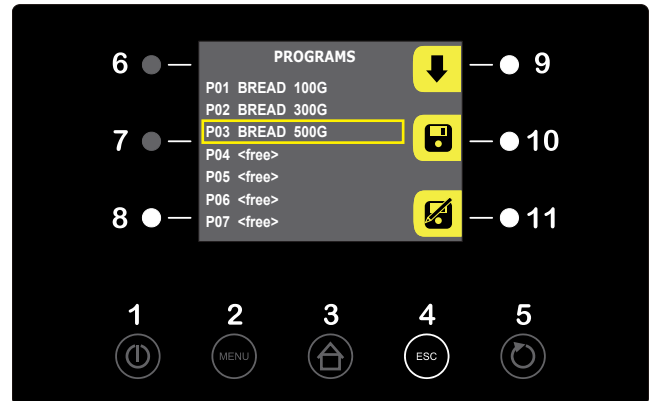 PROGRAMS
6
9
P01 BREAD 100G
P02 BREAD 300G
P03 BREAD 500G
7
10
P04 <free>
P05 <free>
P06 <free>
8
11
P07 <free>
1 2 3 4 5
MENU
ESC